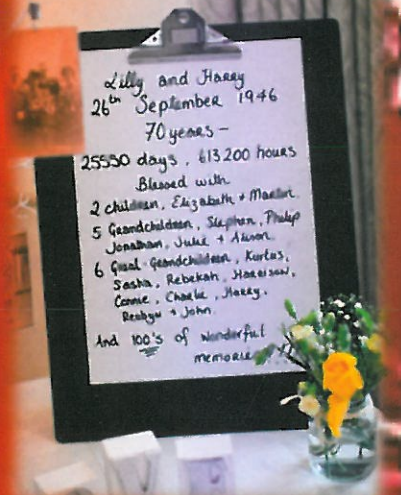 Lilly and Harry
26th September 1946
70 years -
25550 days, 613200 hours
Blessed with
2 children, Elizabeth + Martin.
5 Grandchildren, Stephen, Philip
Jonathan, Julie + Alison.
6 Great-Grandchildren, Kurtus,
Sasha, Rebekah, Harrison,
Connie, Charlie, Harry,
+ John.
And 100's of wonderful
memories